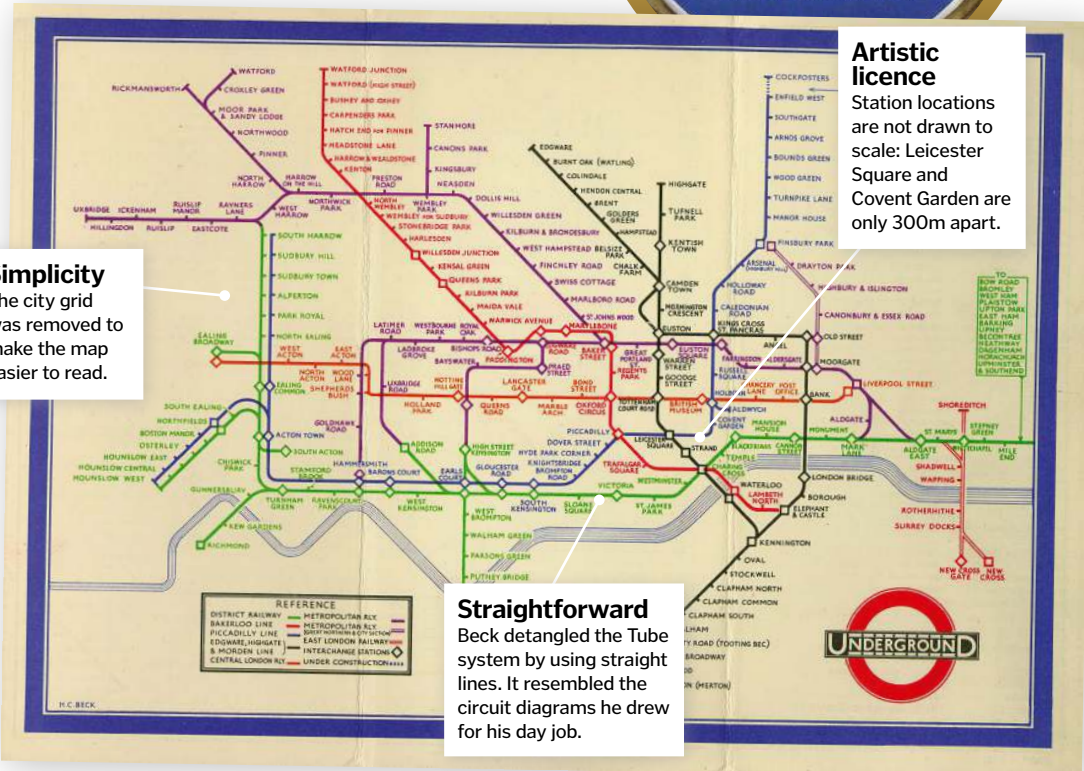 Artistic
licence
Station locations
are not drawn to
scale: Leicester
Square and
Covent Garden are
only 300m apart.
implicity
he city grid
was removed to
ake the map
asier to read.
Straightforward
Beck detangled the Tube
system by using straight
lines. It resembled the
circuit diagrams he drew
for his day job.
RICKMANSWORTH
WATFORD
CROXLEY GREEN
MOOR PARK
& SANDY LODGE
NORTHWOOD
PINNER
NORTH
HARROW
HARROW
ON THE HILL
WEST
HARROW
RAYNERS
LANE
EASTCOTE
RUISLIP
MANOR
RUISLIP
ICKENHAM
HILLINGDON
UXBRIDGE
WATFORD JUNCTION
WATFORD (HIGH STREET)
BUSHEY AND OXHEY
CARPENDERS PARK
HATCH END FOR PINNER
HEADSTONE LANE
HARROW & WEALDSTONE
KENTON
NORTHWICK
PARK
PRESTON
ROAD
NORTH
WEMBLEY
WEMBLEY
PARK
WEMBLEY FOR SUDBURY
STONEBRIDGE PARK
HARLESDEN
WILLESDEN JUNCTION
KENSAL GREEN
QUEENS PARK
KILBURN PARK
MAIDA VALE
WARWICK AVENUE
STANMORE
CANONS PARK
KINGSBURY
NEASDEN
DOLLIS HILL
WILLESDEN GREEN
KILBURN & BRONDESBURY
WEST HAMPSTEAD
FINCHLEY ROAD
SWISS COTTAGE
MARLBORO ROAD
ST. JOHNS WOOD
EDGWARE
BURNT OAK (WATLING)
COLINDALE
HENDON CENTRAL
BRENT
GOLDERS
GREEN
HAMPSTEAD
BELSIZE
PARK
CHALK
FARM
CAMDEN
TOWN
MORNINGTON
CRESCENT
EUSTON
HIGHGATE
TUFNELL
PARK
KENTISH
TOWN
COCKFOSTERS
ENFIELD WEST
SOUTHGATE
ARNOS GROVE
BOUNDS GREEN
WOOD GREEN
TURNPIKE LANE
MANOR HOUSE
FINSBURY PARK
ARSENAL
HOLLOWAY
ROAD
CALEDONIAN
ROAD
KINGS CROSS
ST. PANCRAS
DRAYTON PARK
HIGHBURY & ISLINGTON
CANONBURY & ESSEX ROAD
OLD STREET
MOORGATE
ANGEL
FARRINGDON
ALDERSGATE
SOUTH HARROW
SUDBURY HILL
SUDBURY TOWN
ALPERTON
PARK ROYAL
NORTH EALING
EALING
BROADWAY
WEST
ACTON
EAST
ACTON
NORTH
ACTON
WOOD
LANE
SHEPHERDS
BUSH
LATIMER
ROAD
LADBROKE
GROVE
WESTBOURNE
PARK
ROYAL
OAK
BISHOPS ROAD
PADDINGTON
BAYSWATER
PRAED
STREET
MARYLEBONE
BAKER
STREET
GREAT
PORTLAND
ST.
REGENTS
PARK
EUSTON
SQUARE
WARREN
STREET
GOODGE
STREET
RUSSELL
SQUARE
UXBRIDGE
ROAD
HOLLAND
PARK
NOTTING
HILL GATE
QUEENS
ROAD
LANCASTER
GATE
MARBLE
ARCH
BOND
STREET
OXFORD
CIRCUS
TOTTENHAM
COURT ROAD
BRITISH
MUSEUM
HOLBORN
CHANCERY
LANE
POST
OFFICE
BANK
LIVERPOOL STREET
GOLDHAWK
ROAD
EALING
COMMON
ACTON TOWN
SOUTH ACTON
SOUTH EALING
NORTHFIELDS
BOSTON MANOR
OSTERLEY
HOUNSLOW EAST
HOUNSLOW CENTRAL
HOUNSLOW WEST
CHISWICK
PARK
GUNNERSBURY
KEW GARDENS
RICHMOND
TURNHAM
GREEN
STAMFORD
BROOK
RAVENSCOURT
PARK
HAMMERSMITH
BARONS COURT
WEST
KENSINGTON
ADDISON
ROAD
EARLS
COURT
HIGH STREET
KENSINGTON
GLOUCESTER
ROAD
SOUTH
KENSINGTON
BROMPTON
ROAD
KNIGHTSBRIDGE
HYDE PARK CORNER
DOVER STREET
PICCADILLY
LEICESTER
SQUARE
COVENT
GARDEN
ALDWYCH
STRAND
TRAFALGAR
SQUARE
CHARING
CROSS
TEMPLE
BLACKFRIARS
MANSION
HOUSE
CANNON
STREET
MONUMENT
MARK
LANE
ALDGATE
ALDGATE
EAST
ST MARYS
STEPNEY
GREEN
MILE
END
SHOREDITCH
SHADWELL
WAPPING
ROTHERHITHE
SURREY DOCKS
NEW CROSS
GATE
NEW
CROSS
TO
BOW ROAD
BROMLEY
WEST HAM
PLAISTOW
UPTON PARK
EAST HAM
BARKING
UPNEY
BECONTREE
HEATHWAY
DAGENHAM
HORNCHURCH
UPMINSTER
& SOUTHEND
SLOANE
SQUARE
VICTORIA
ST JAMES
PARK
WESTMINSTER
WATERLOO
LAMBETH
NORTH
ELEPHANT
& CASTLE
LONDON BRIDGE
BOROUGH
KENNINGTON
OVAL
STOCKWELL
CLAPHAM NORTH
CLAPHAM COMMON
CLAPHAM SOUTH
LHAM
TY ROAD (TOOTING BEC)
BROADWAY
N (MERTON)
WEST
BROMPTON
WALHAM GREEN
PARSONS GREEN
PUTNEY BRIDGE
REFERENCE
DISTRICT RAILWAY
BAKERLOO LINE
PICCADILLY LINE
EDGWARE, HIGHGATE
& MORDEN LINE
CENTRAL LONDON RLY.
METROPOLITAN RLY.
METROPOLITAN RLY.
(GREAT NORTHERN & CITY SECTION)
EAST LONDON RAILWAY
INTERCHANGE STATIONS
UNDER CONSTRUCTION
UNDERGROUND
H.C. BECK